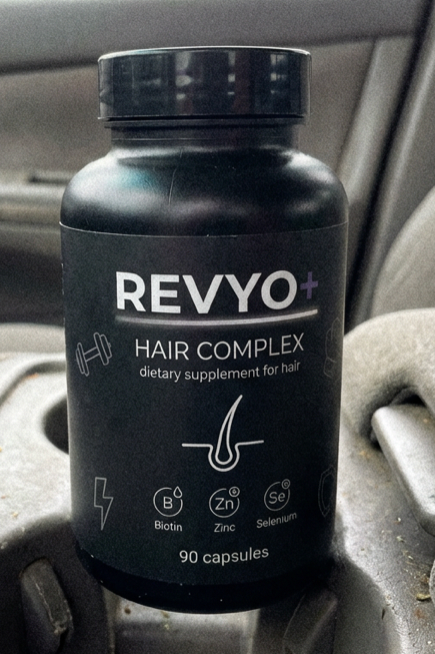 REVYO+
HAIR COMPLEX
dietary supplement for hair
B Zn Se
Biotin Zinc Selenium
90 capsules